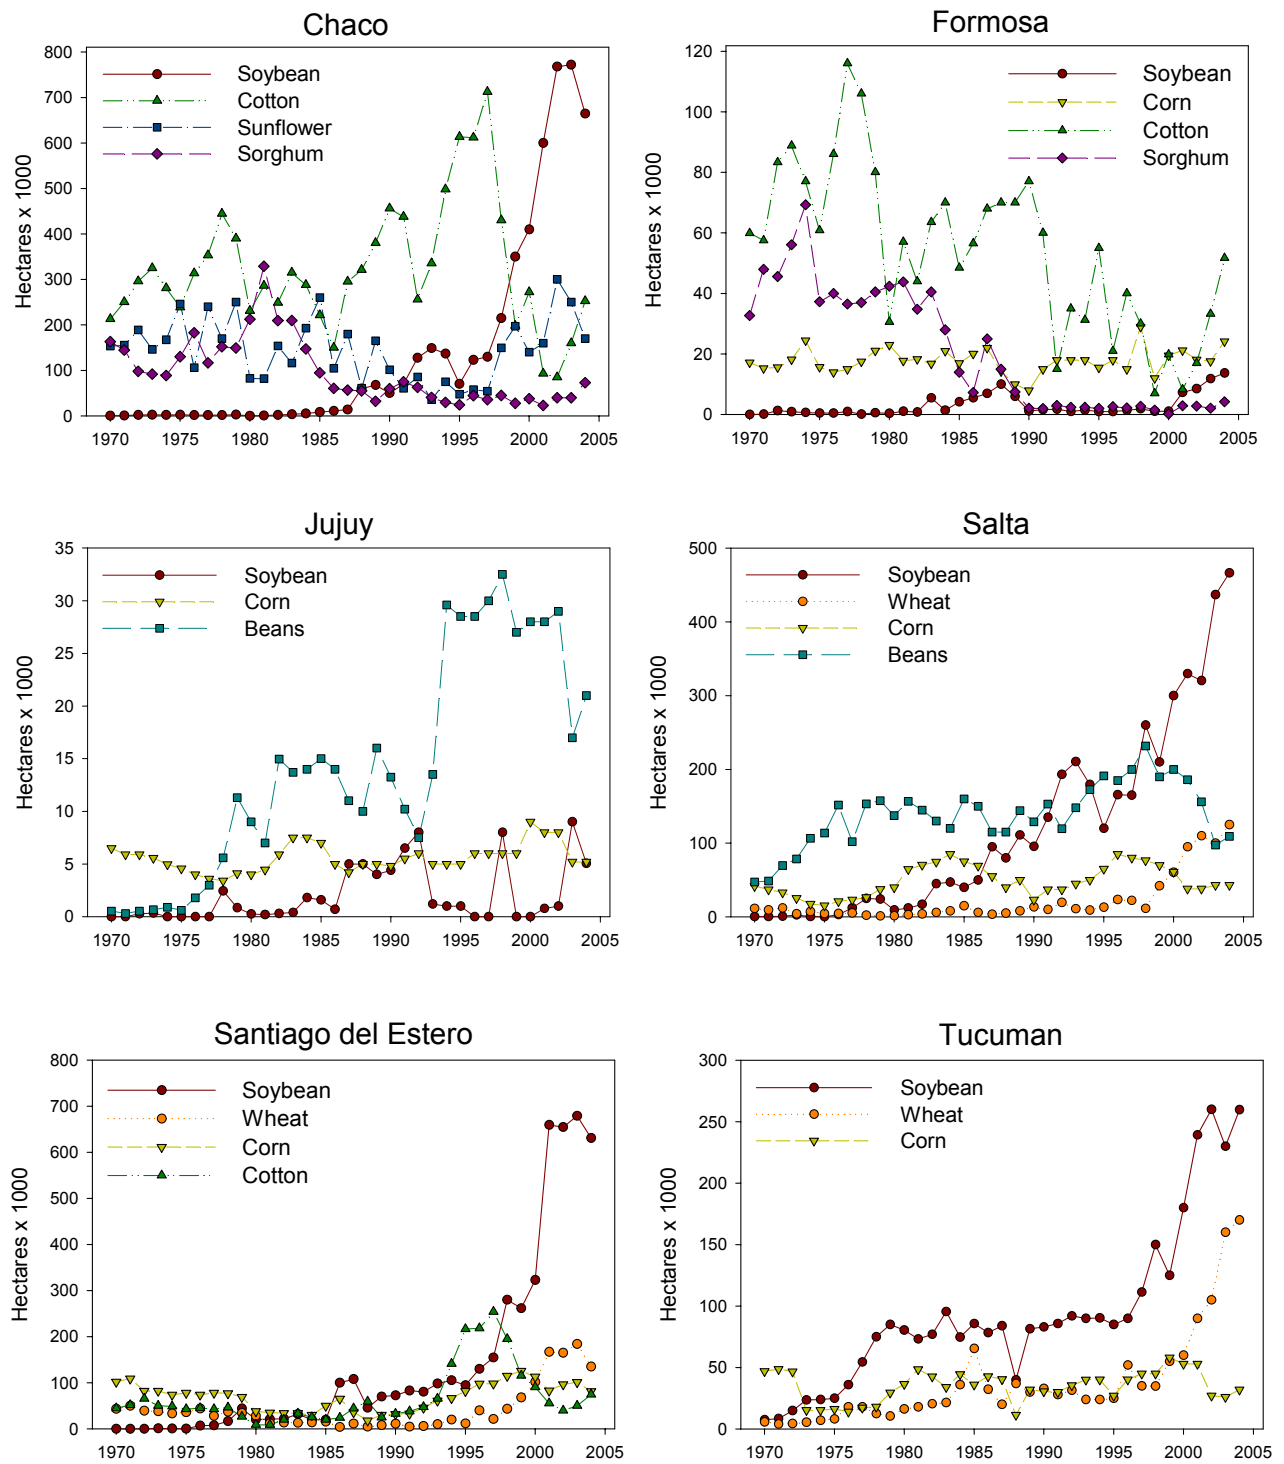 Chaco
800
700
600
500
400
300
200
100
0
Hectares x 1000
Soybean
Cotton
Sunflower
Sorghum
1970 1975 1980 1985 1990 1995 2000 2005
Formosa
120
100
80
60
40
20
0
Hectares x 1000
Soybean
Corn
Cotton
Sorghum
1970 1975 1980 1985 1990 1995 2000 2005
Jujuy
35
30
25
20
15
10
5
0
Hectares x 1000
Soybean
Corn
Beans
1970 1975 1980 1985 1990 1995 2000 2005
Salta
500
400
300
200
100
0
Hectares x 1000
Soybean
Wheat
Corn
Beans
1970 1975 1980 1985 1990 1995 2000 2005
Santiago del Estero
800
700
600
500
400
300
200
100
0
Hectares x 1000
Soybean
Wheat
Corn
Cotton
1970 1975 1980 1985 1990 1995 2000 2005
Tucuman
300
250
200
150
100
50
0
Hectares x 1000
Soybean
Wheat
Corn
1970 1975 1980 1985 1990 1995 2000 2005